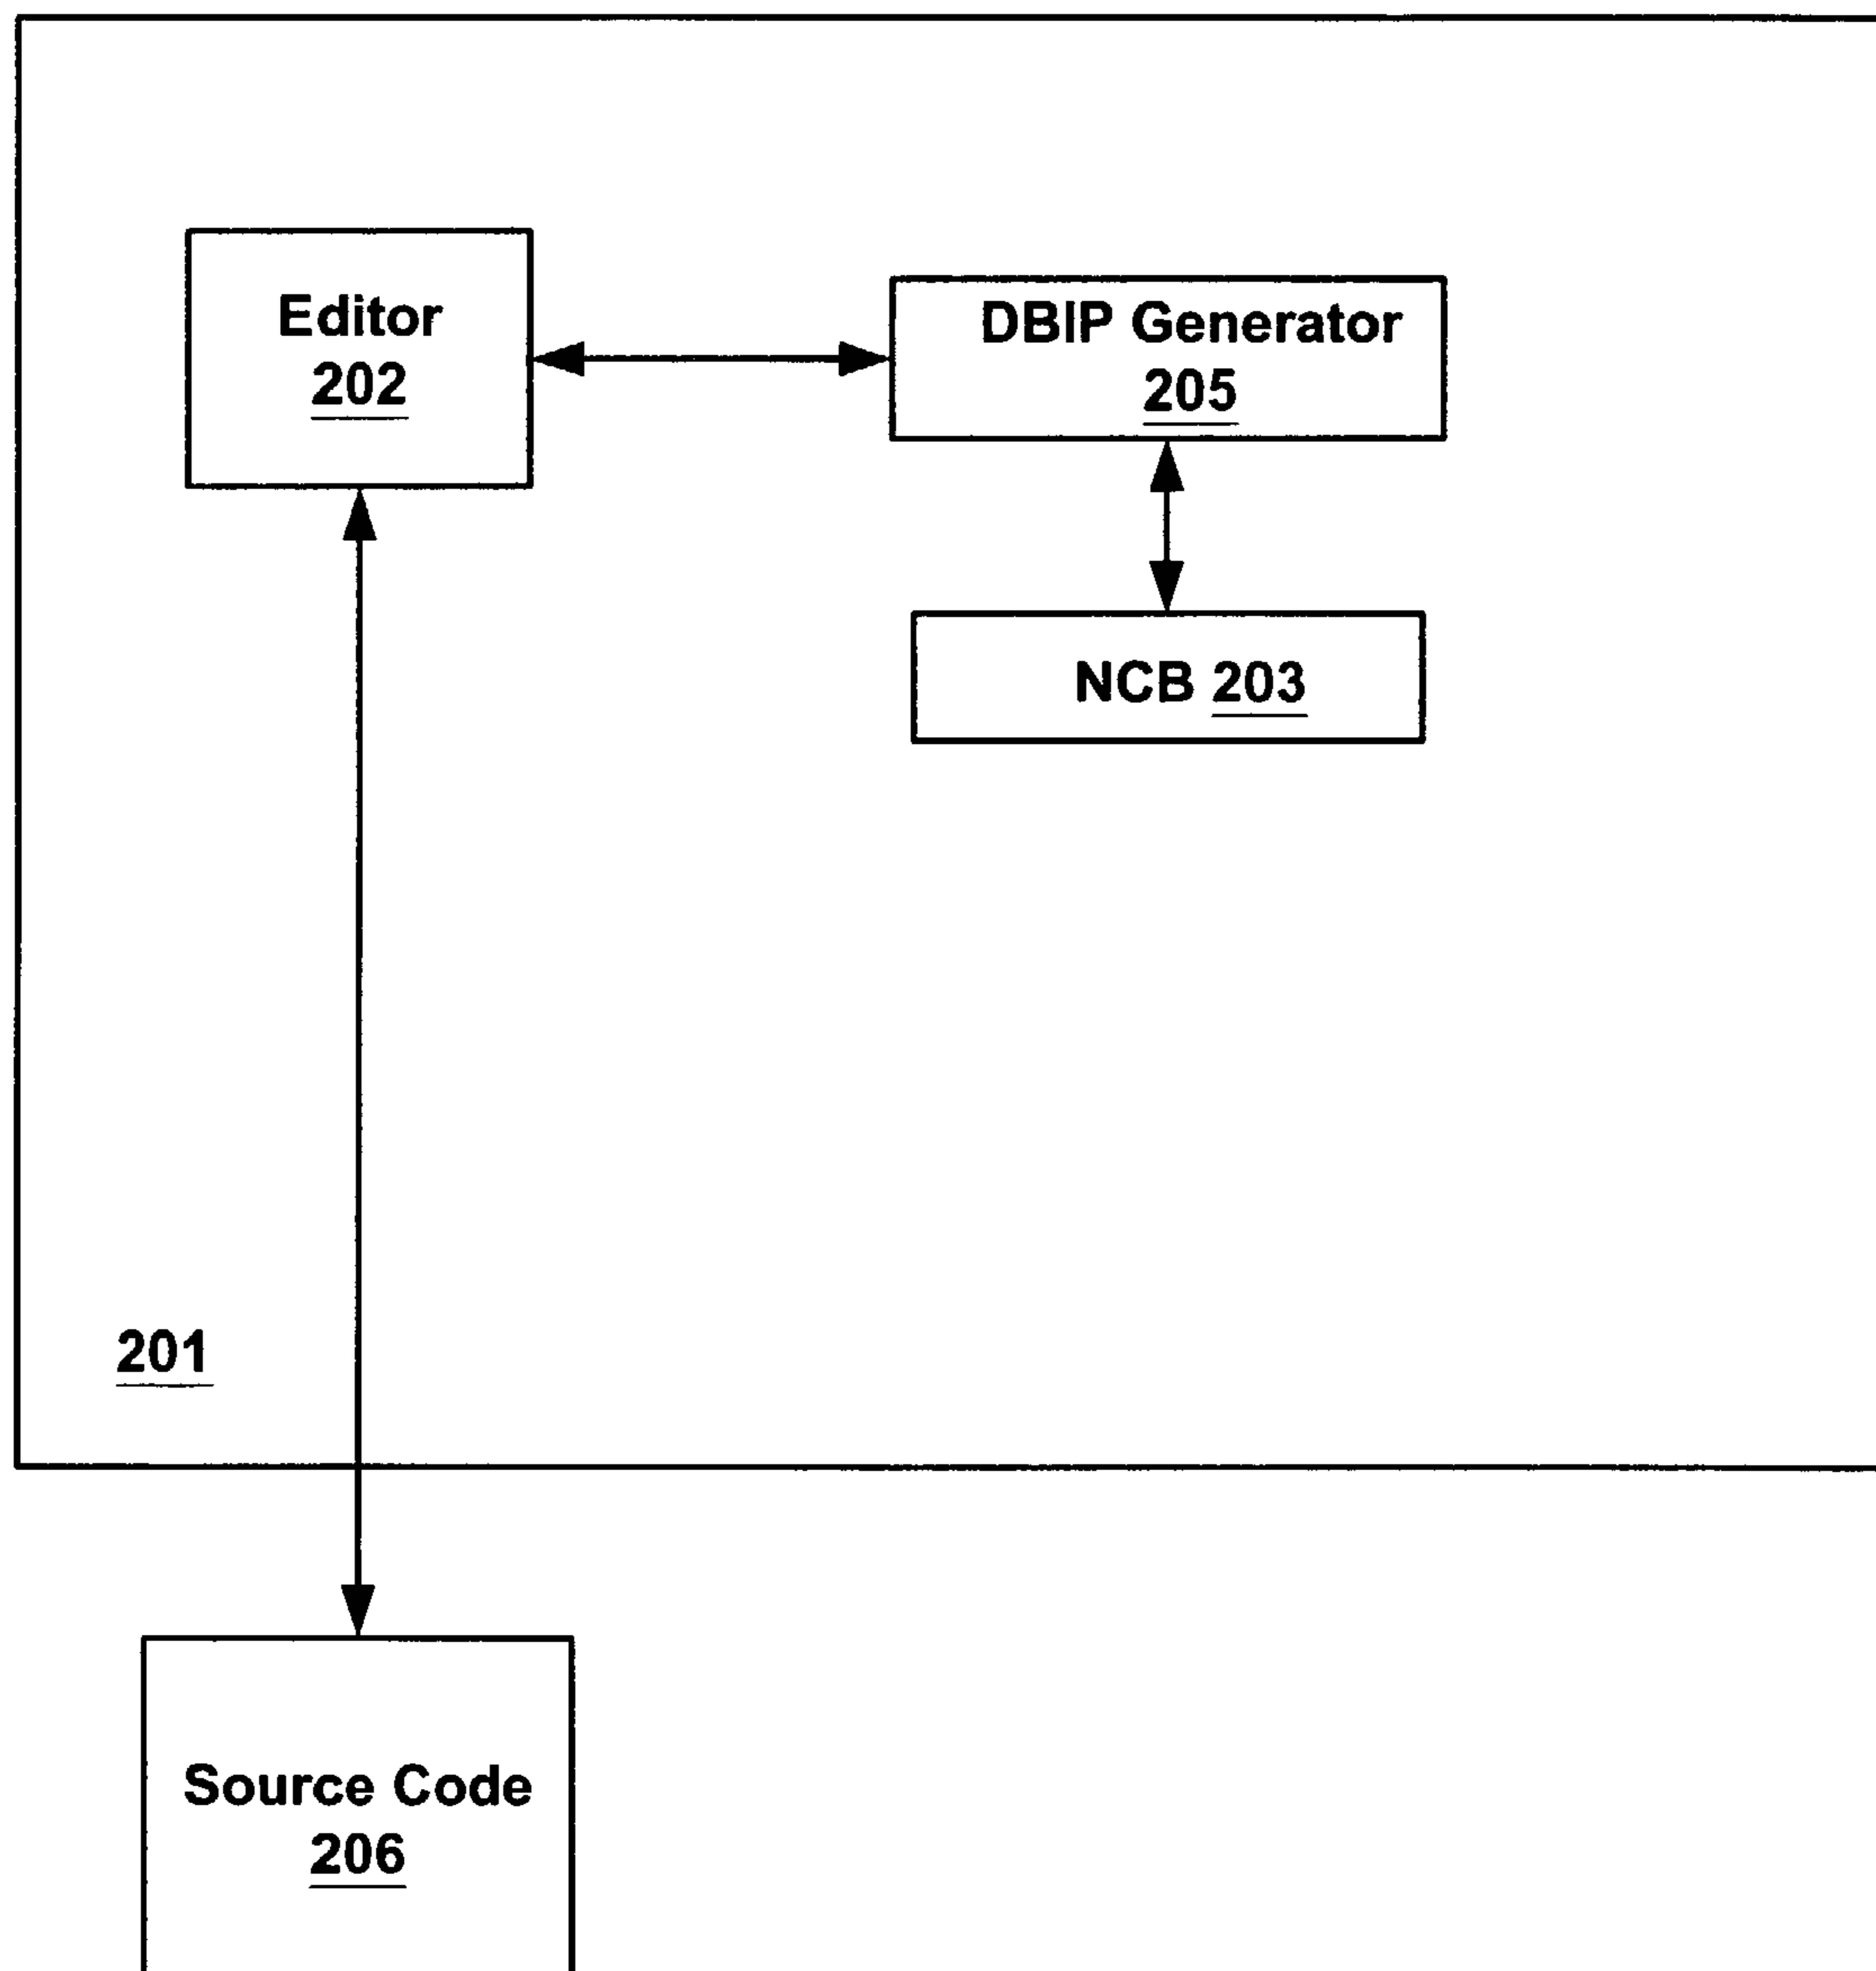 Editor
202
DBIP Generator
205
NCB 203
201
Source Code
206